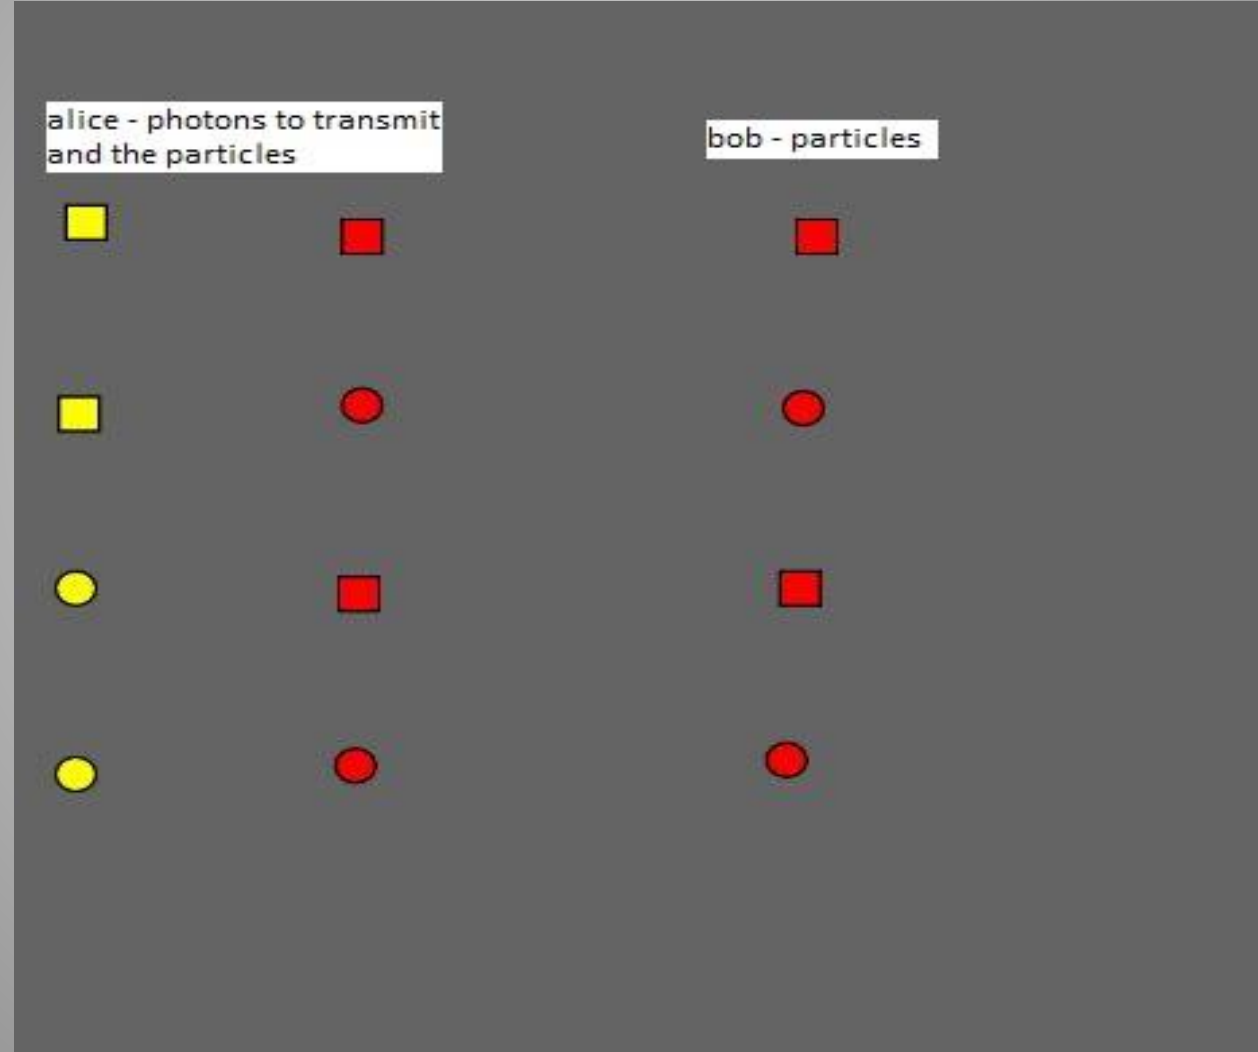 alice - photons to transmit
and the particles
bob - particles